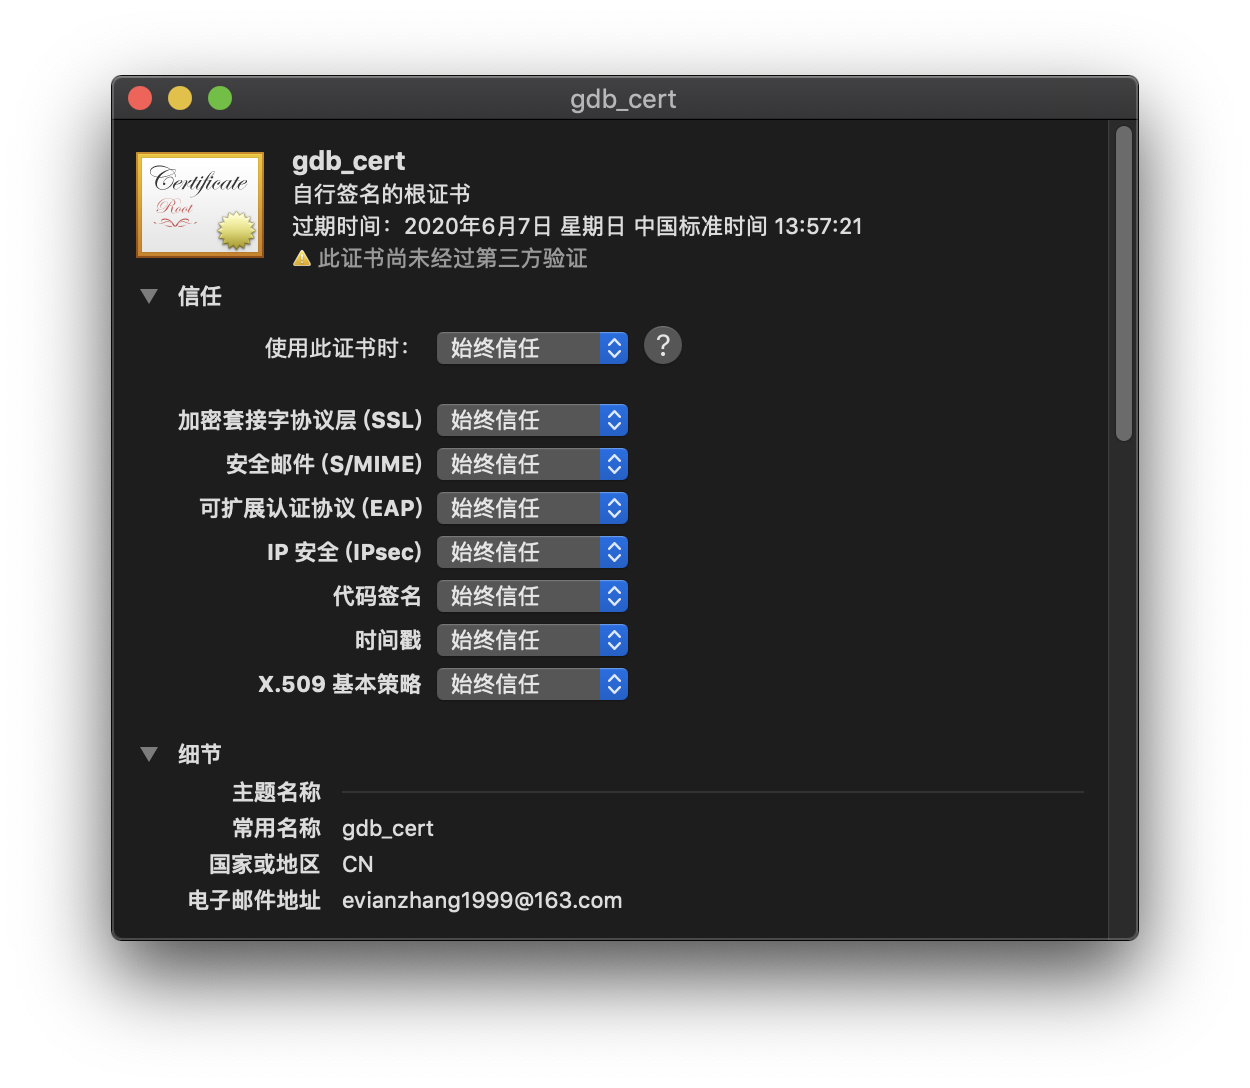 gdb_cert
Certificate
Root
gdb_cert
自行签名的根证书
过期时间：2020年6月7日 星期日 中国标准时间 13:57:21
此证书尚未经过第三方验证
信任
使用此证书时： 始终信任 ?
加密套接字协议层 (SSL) 始终信任
安全邮件 (S/MIME) 始终信任
可扩展认证协议 (EAP) 始终信任
IP 安全 (IPsec) 始终信任
代码签名 始终信任
时间戳 始终信任
X.509 基本策略 始终信任
细节
主题名称
常用名称 gdb_cert
国家或地区 CN
电子邮件地址 evianzhang1999@163.com